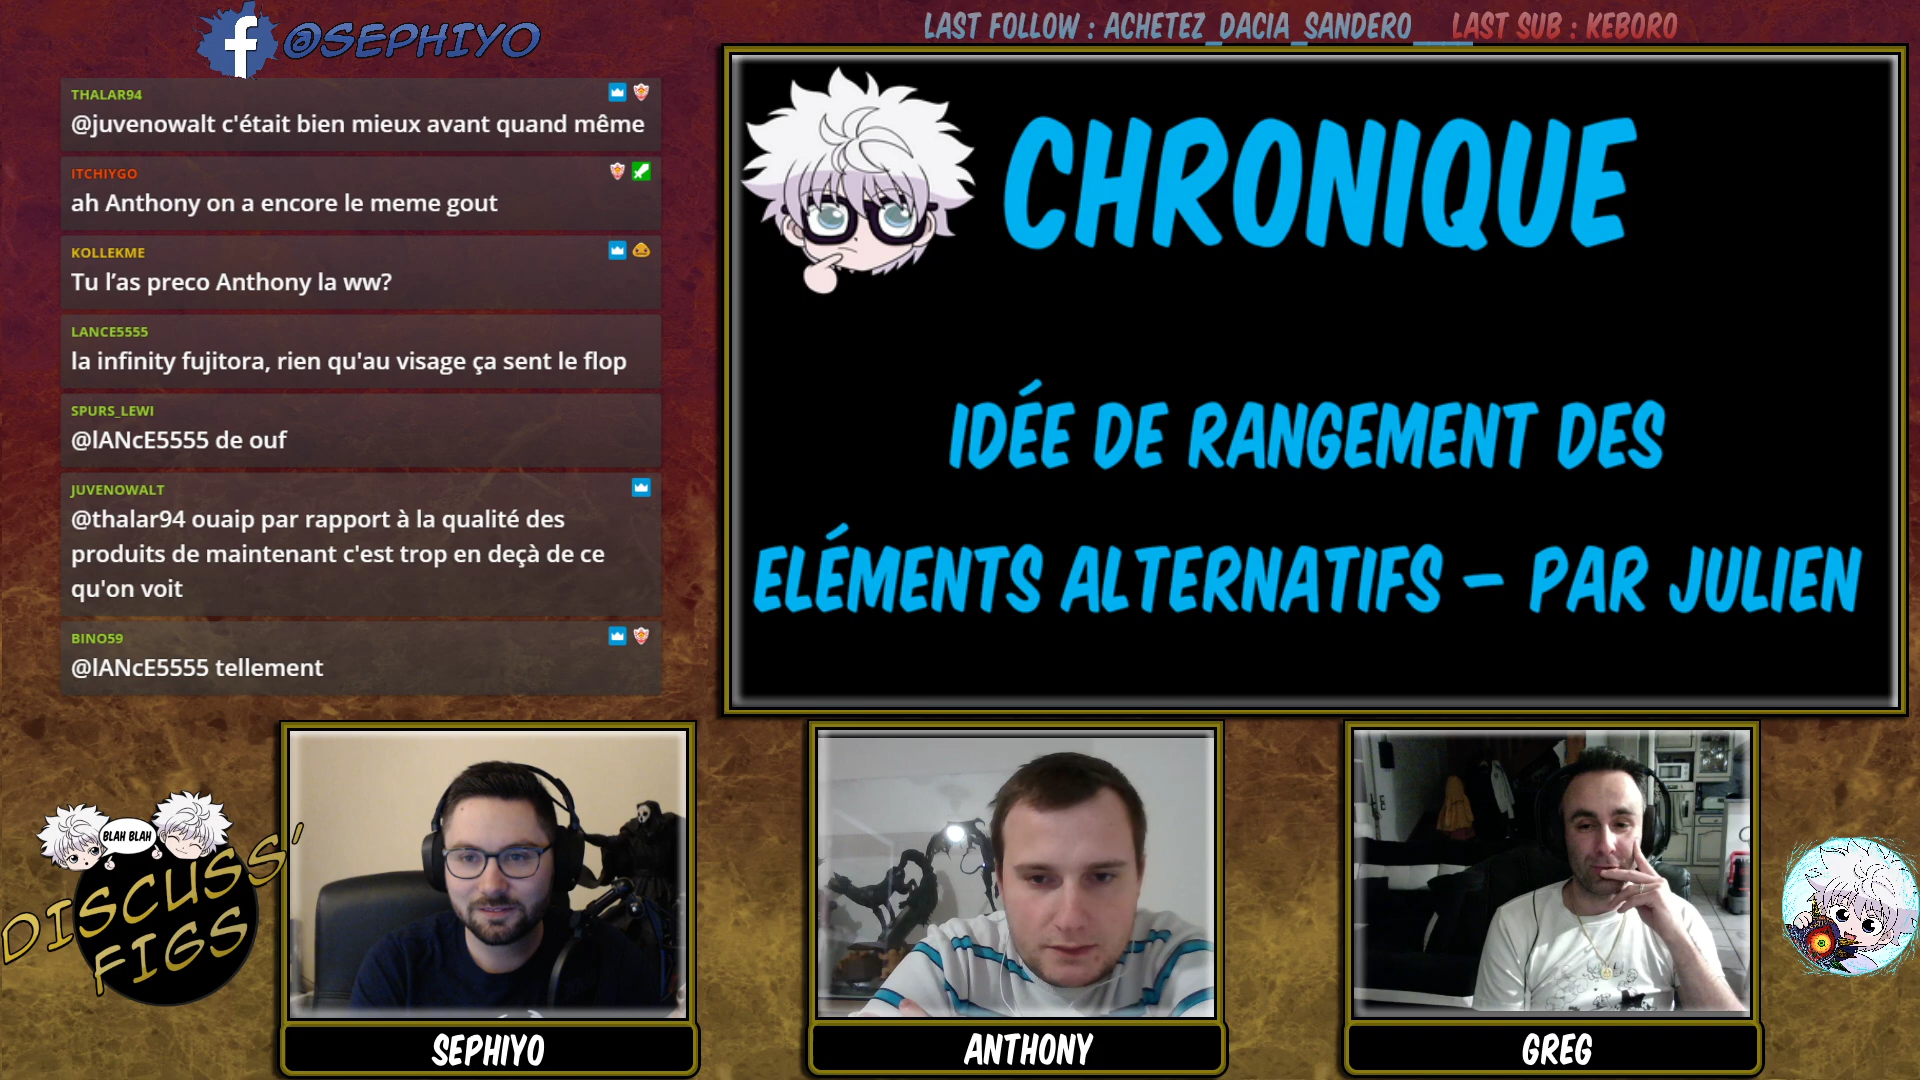 @SEPHIYO
LAST FOLLOW : ACHETEZ_DACIA_SANDERO
LAST SUB : KEBORO
THALAR94
@juvenowalt c'était bien mieux avant quand même
ITCHIYGO
ah Anthony on a encore le meme gout
KOLLEKME
Tu l’as preco Anthony la ww?
LANCE5555
la infinity fujitora, rien qu'au visage ça sent le flop
SPURS_LEWI
@lANcE5555 de ouf
JUVENOWALT
@thalar94 ouaip par rapport à la qualité des
produits de maintenant c'est trop en deçà de ce
qu'on voit
BINO59
@lANcE5555 tellement
CHRONIQUE
IDÉE DE RANGEMENT DES
ELÉMENTS ALTERNATIFS – PAR JULIEN
BLAH BLAH
DISCUSS'
FIGS
SEPHIYO
ANTHONY
GREG